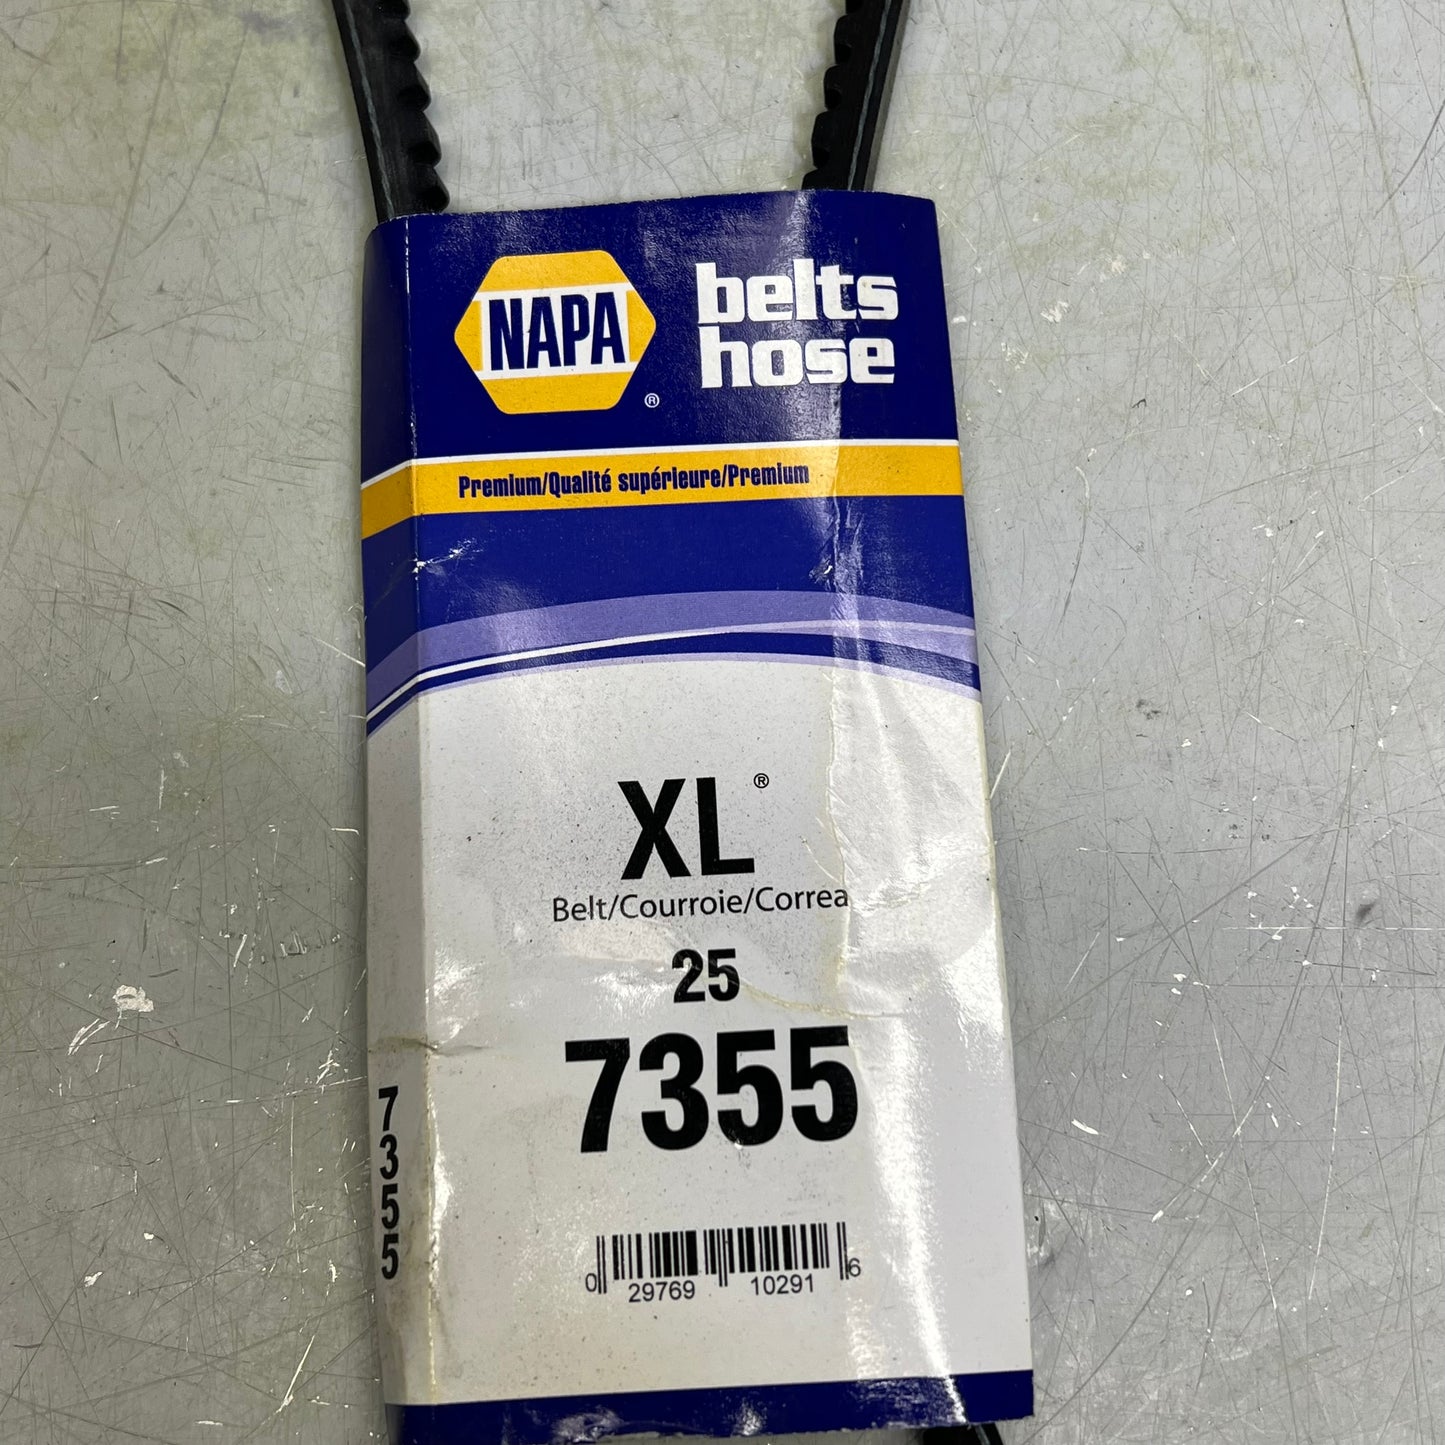 NAPA
®
belts
hose
Premium/Qualité supérieure/Premium
XL®
Belt/Courroie/Correa
25
7355
7355
0 29769 10291 6